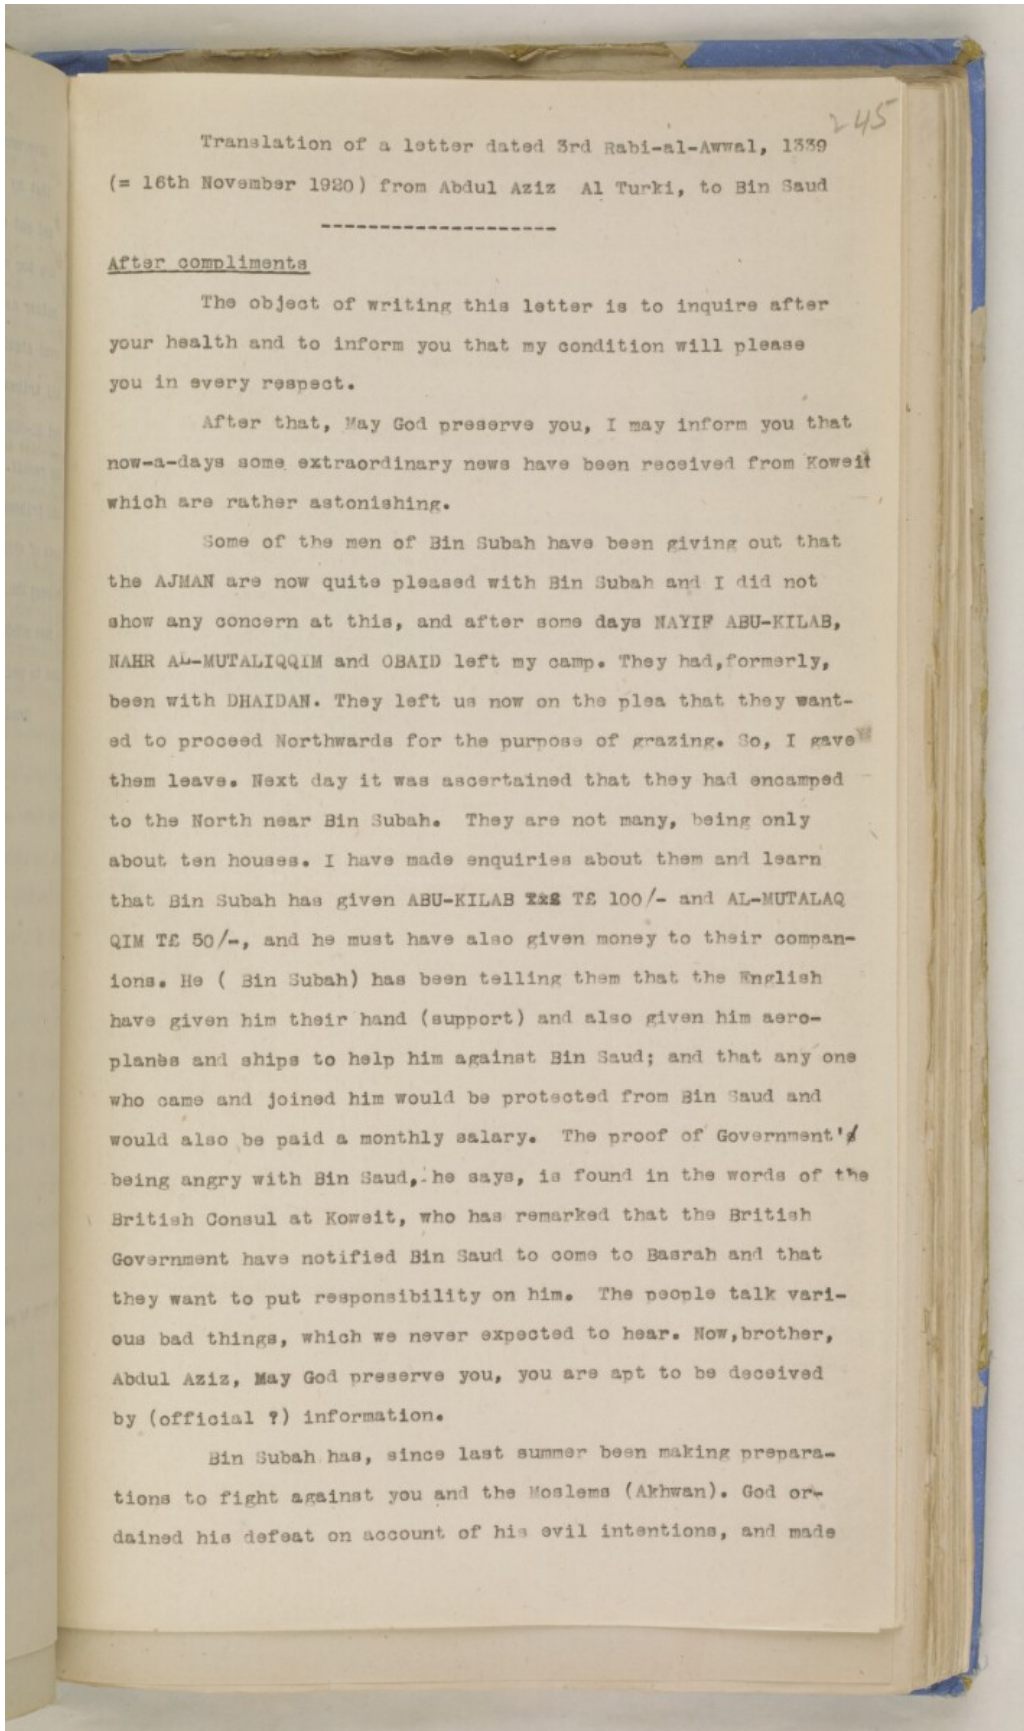 245
Translation of a letter dated 3rd Rabi-al-Awwal, 1339
(= 16th November 1920) from Abdul Aziz Al Turki, to Bin Saud
--------------------
After compliments
The object of writing this letter is to inquire after
your health and to inform you that my condition will please
you in every respect.
After that, May God preserve you, I may inform you that
now-a-days some extraordinary news have been received from Koweit
which are rather astonishing.
Some of the men of Bin Subah have been giving out that
the AJMAN are now quite pleased with Bin Subah and I did not
show any concern at this, and after some days NAYIF ABU-KILAB,
NAHR AL-MUTALIQQIM and OBAID left my camp. They had,formerly,
been with DHAIDAN. They left us now on the plea that they want-
ed to proceed Northwards for the purpose of grazing. So, I gave
them leave. Next day it was ascertained that they had encamped
to the North near Bin Subah. They are not many, being only
about ten houses. I have made enquiries about them and learn
that Bin Subah has given ABU-KILAB T£ 100/- and AL-MUTALAQ
QIM T£ 50/-, and he must have also given money to their compan-
ions. He ( Bin Subah) has been telling them that the English
have given him their hand (support) and also given him aero-
planes and ships to help him against Bin Saud; and that any one
who came and joined him would be protected from Bin Saud and
would also be paid a monthly salary. The proof of Government's
being angry with Bin Saud, he says, is found in the words of the
British Consul at Koweit, who has remarked that the British
Government have notified Bin Saud to come to Basrah and that
they want to put responsibility on him. The people talk vari-
ous bad things, which we never expected to hear. Now,brother,
Abdul Aziz, May God preserve you, you are apt to be deceived
by (official ?) information.
Bin Subah has, since last summer been making prepara-
tions to fight against you and the Moslems (Akhwan). God or-
dained his defeat on account of his evil intentions, and made